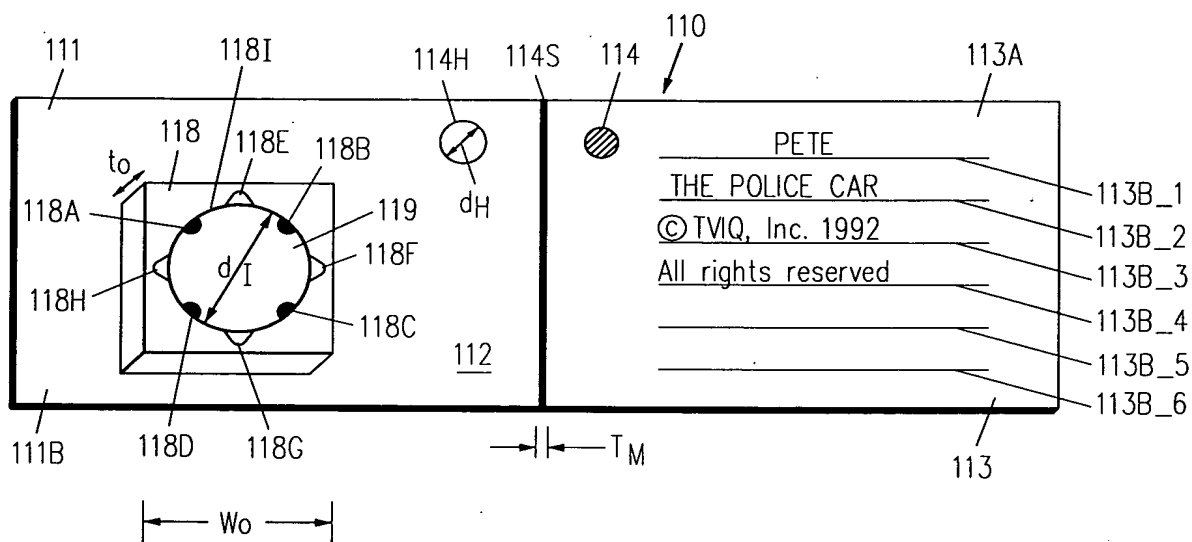 110
111
118I
114H
114S
114
113A
118
118E
118B
to
dH
118A
119
118F
dI
118H
118C
112
111B
118D
118G
TM
Wo
PETE
THE POLICE CAR
© TVIQ, Inc. 1992
All rights reserved
113B_1
113B_2
113B_3
113B_4
113B_5
113B_6
113